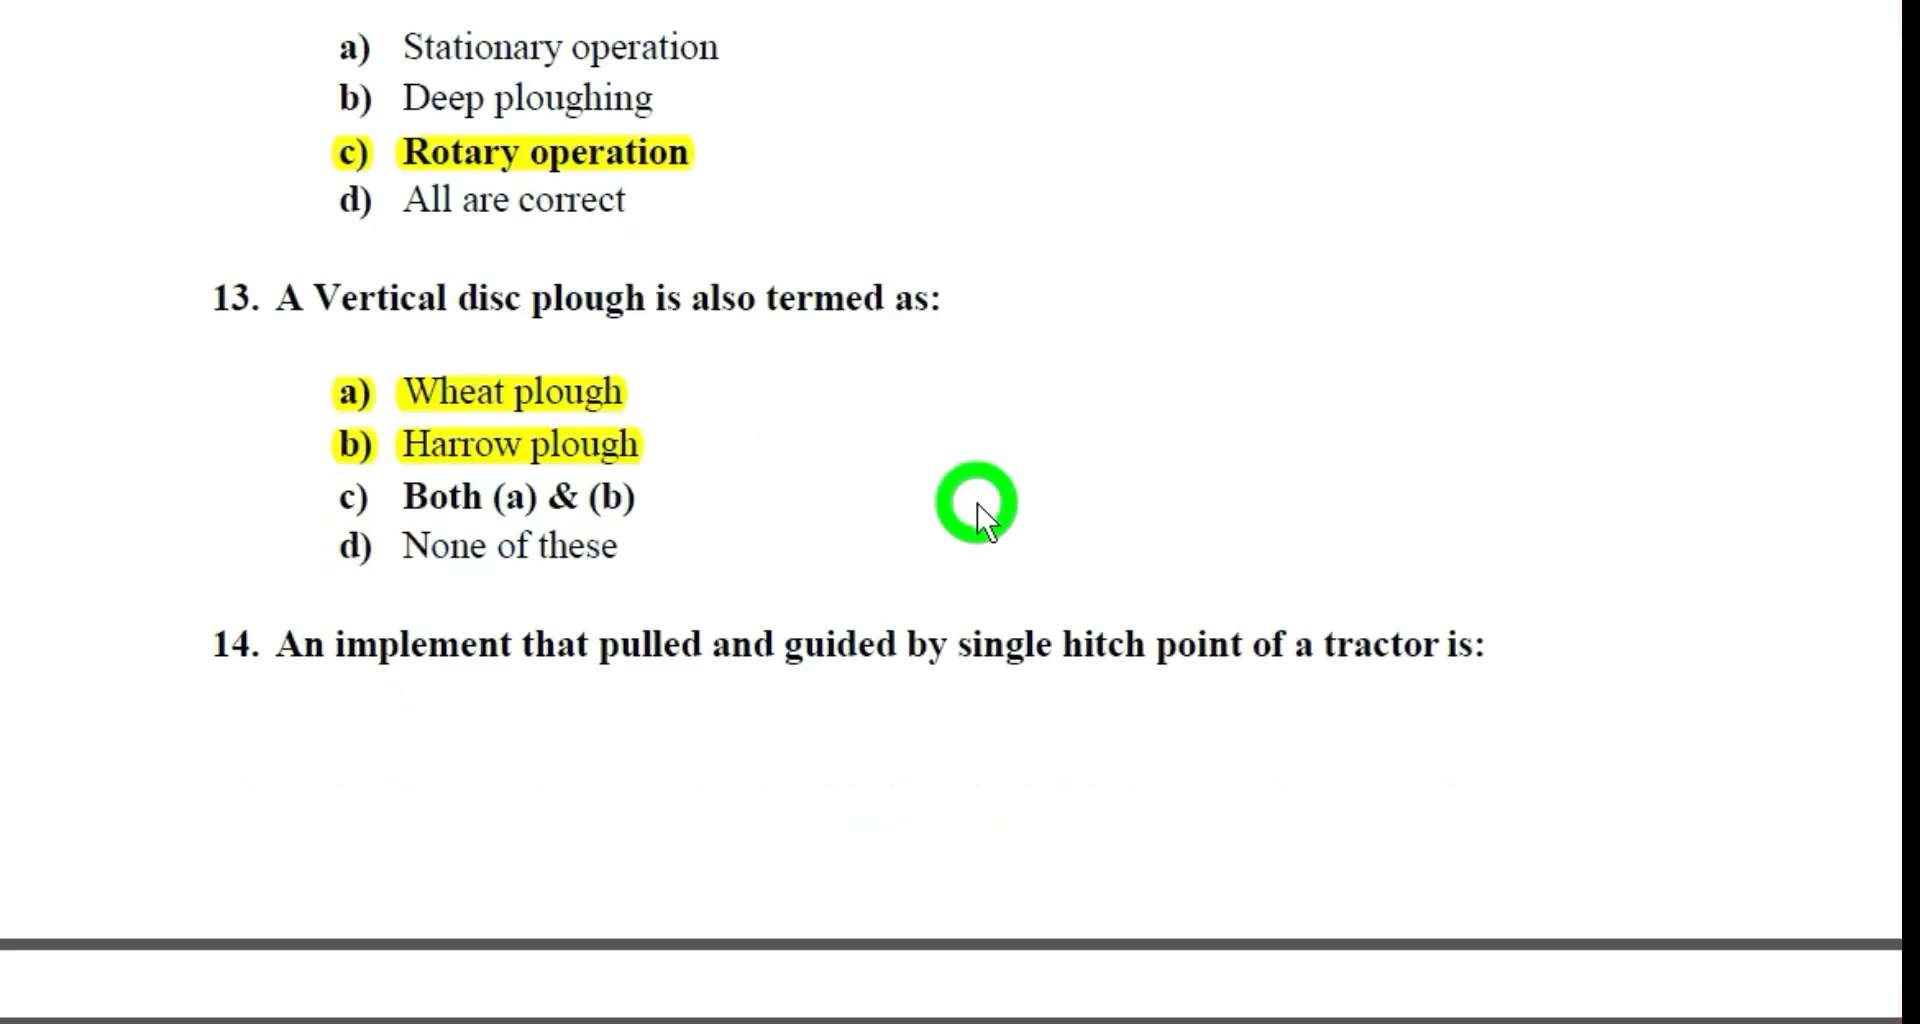 a) Stationary operation
b) Deep ploughing
c) Rotary operation
d) All are correct
13. A Vertical disc plough is also termed as:
a) Wheat plough
b) Harrow plough
c) Both (a) & (b)
d) None of these
14. An implement that pulled and guided by single hitch point of a tractor is: